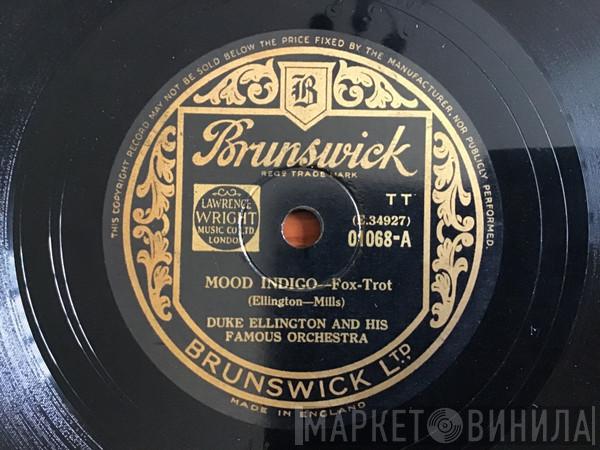 THIS COPYRIGHT RECORD MAY NOT BE SOLD BELOW THE PRICE FIXED BY THE MANUFACTURER, NOR PUBLICLY PERFORMED.
B
Brunswick
REGD TRADE MARK
LAWRENCE
WRIGHT
MUSIC CO LTD
LONDON
TT
(E.34927)
01068-A
MOOD INDIGO—Fox-Trot
(Ellington—Mills)
DUKE ELLINGTON AND HIS
FAMOUS ORCHESTRA
BRUNSWICK LTD.
MADE IN ENGLAND
МАРКЕТ ВИНИЛА